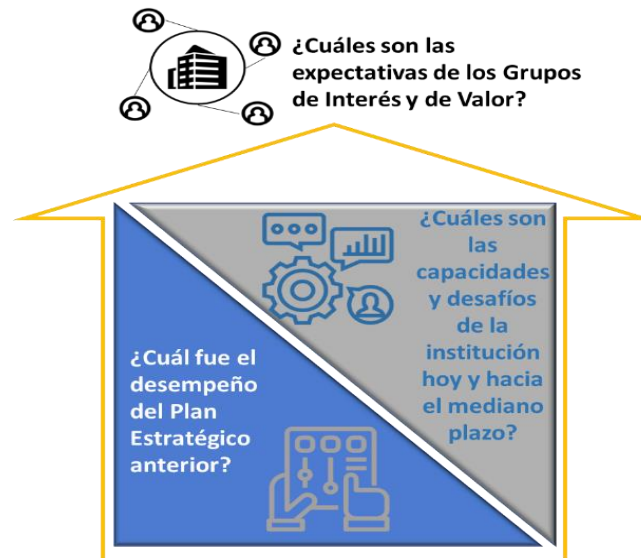 ¿Cuáles son las
expectativas de los Grupos
de Interés y de Valor?
¿Cuáles son
las
capacidades
y desafíos
de la
institución
hoy y hacia
el mediano
plazo?
¿Cuál fue el
desempeño
del Plan
Estratégico
anterior?